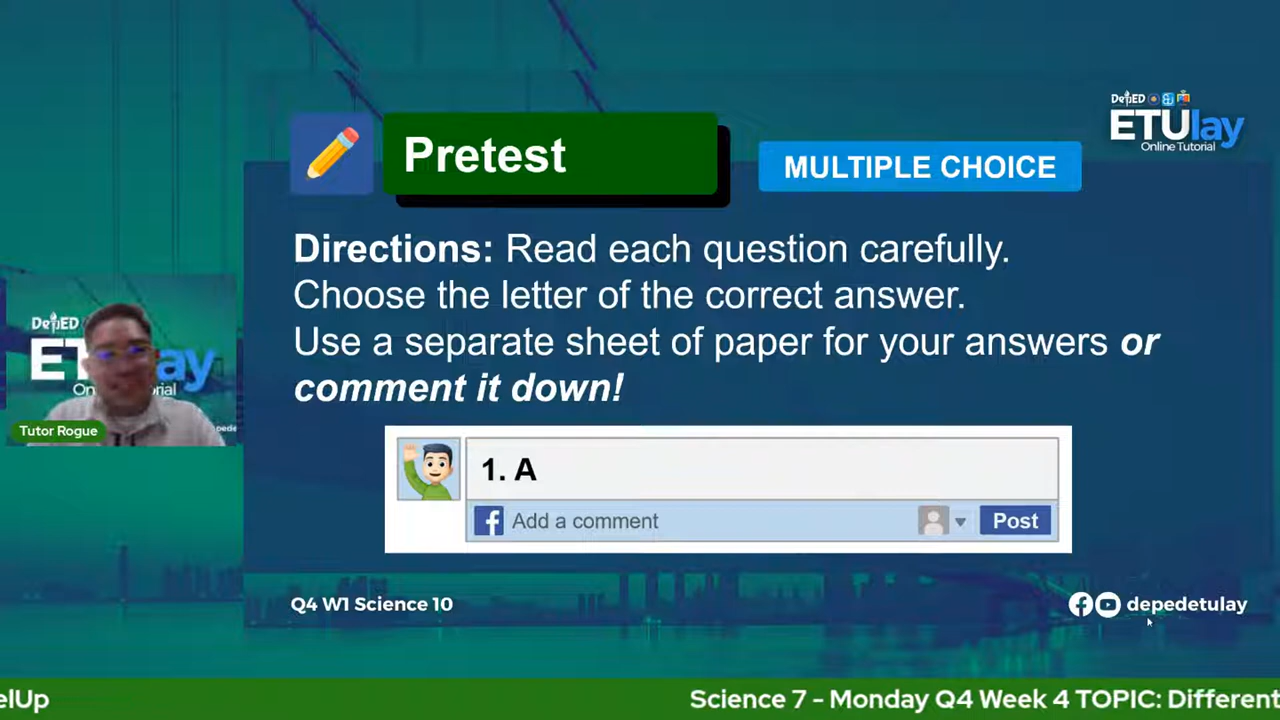 DepED
ETUlay
Online Tutorial
Pretest
MULTIPLE CHOICE
Directions: Read each question carefully.
Choose the letter of the correct answer.
Use a separate sheet of paper for your answers or
comment it down!
DepED
Tutor Rogue
1. A
Add a comment
Post
Q4 W1 Science 10
depedetulay
elUp
Science 7 - Monday Q4 Week 4 TOPIC: Different